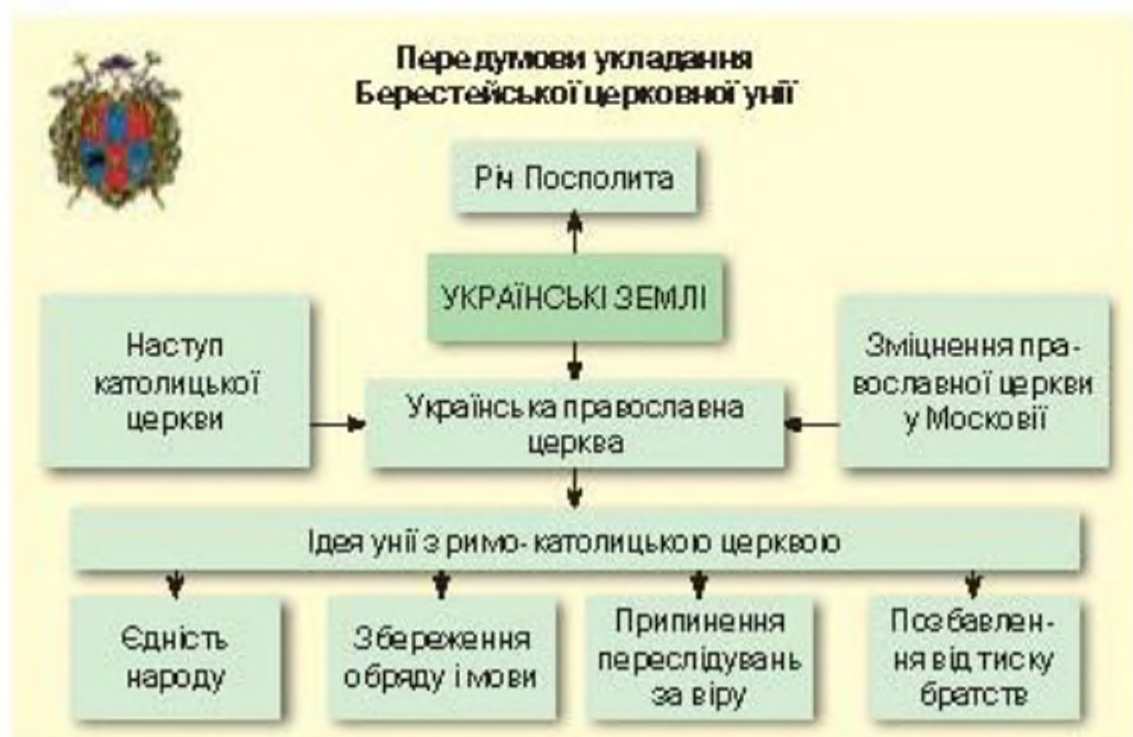 Передумови укладання
Берестейської церковної унії
Річ Посполита
УКРАЇНСЬКІ ЗЕМЛІ
Наступ
католицької
церкви
Українська православна
церква
Зміцнення пра-
вославної церкви
у Московії
Ідея унії з римо-католицькою церквою
Єдність
народу
Збереження
обряду і мови
Припинення
переслідувань
за віру
Позбавлен-
ня від тиску
братств